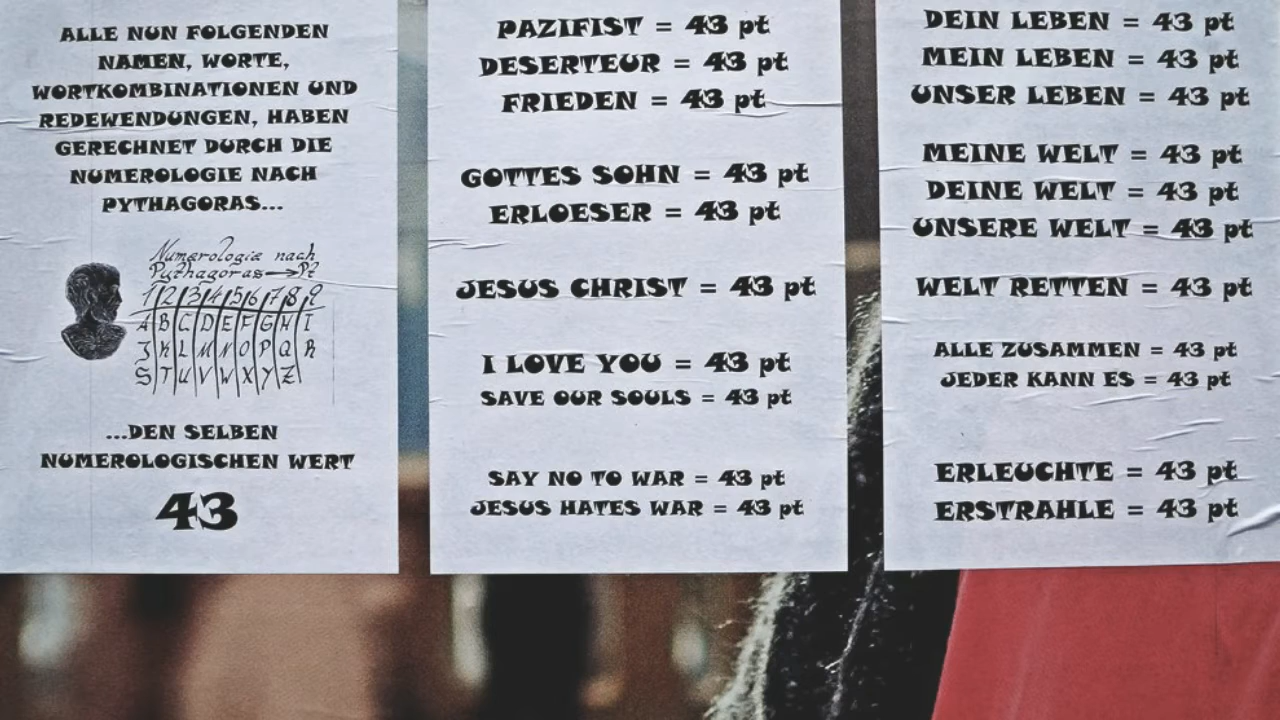 ALLE NUN FOLGENDEN
NAMEN, WORTE,
WORTKOMBINATIONEN UND
REDEWENDUNGEN, HABEN
GERECHNET DURCH DIE
NUMEROLOGIE NACH
PYTHAGORAS...
Numerologie nach
Pythagoras → Pt
1 2 3 4 5 6 7 8 9
A B C D E F G H I
J K L M N O P Q R
S T U V W X Y Z
...DEN SELBEN
NUMEROLOGISCHEN WERT
43
PAZIFIST = 43 pt
DESERTEUR = 43 pt
FRIEDEN = 43 pt
GOTTES SOHN = 43 pt
ERLOESER = 43 pt
JESUS CHRIST = 43 pt
I LOVE YOU = 43 pt
SAVE OUR SOULS = 43 pt
SAY NO TO WAR = 43 pt
JESUS HATES WAR = 43 pt
DEIN LEBEN = 43 pt
MEIN LEBEN = 43 pt
UNSER LEBEN = 43 pt
MEINE WELT = 43 pt
DEINE WELT = 43 pt
UNSERE WELT = 43 pt
WELT RETTEN = 43 pt
ALLE ZUSAMMEN = 43 pt
JEDER KANN ES = 43 pt
ERLEUCHTE = 43 pt
ERSTRAHLE = 43 pt